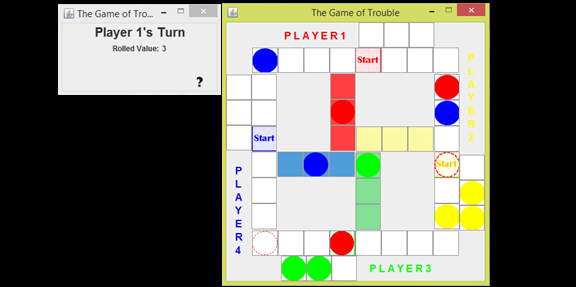 The Game of Tro...
Player 1's Turn
Rolled Value: 3
?
The Game of Trouble
PLAYER1
Start
PLAYER2
Start
Start
PLAYER4
PLAYER3